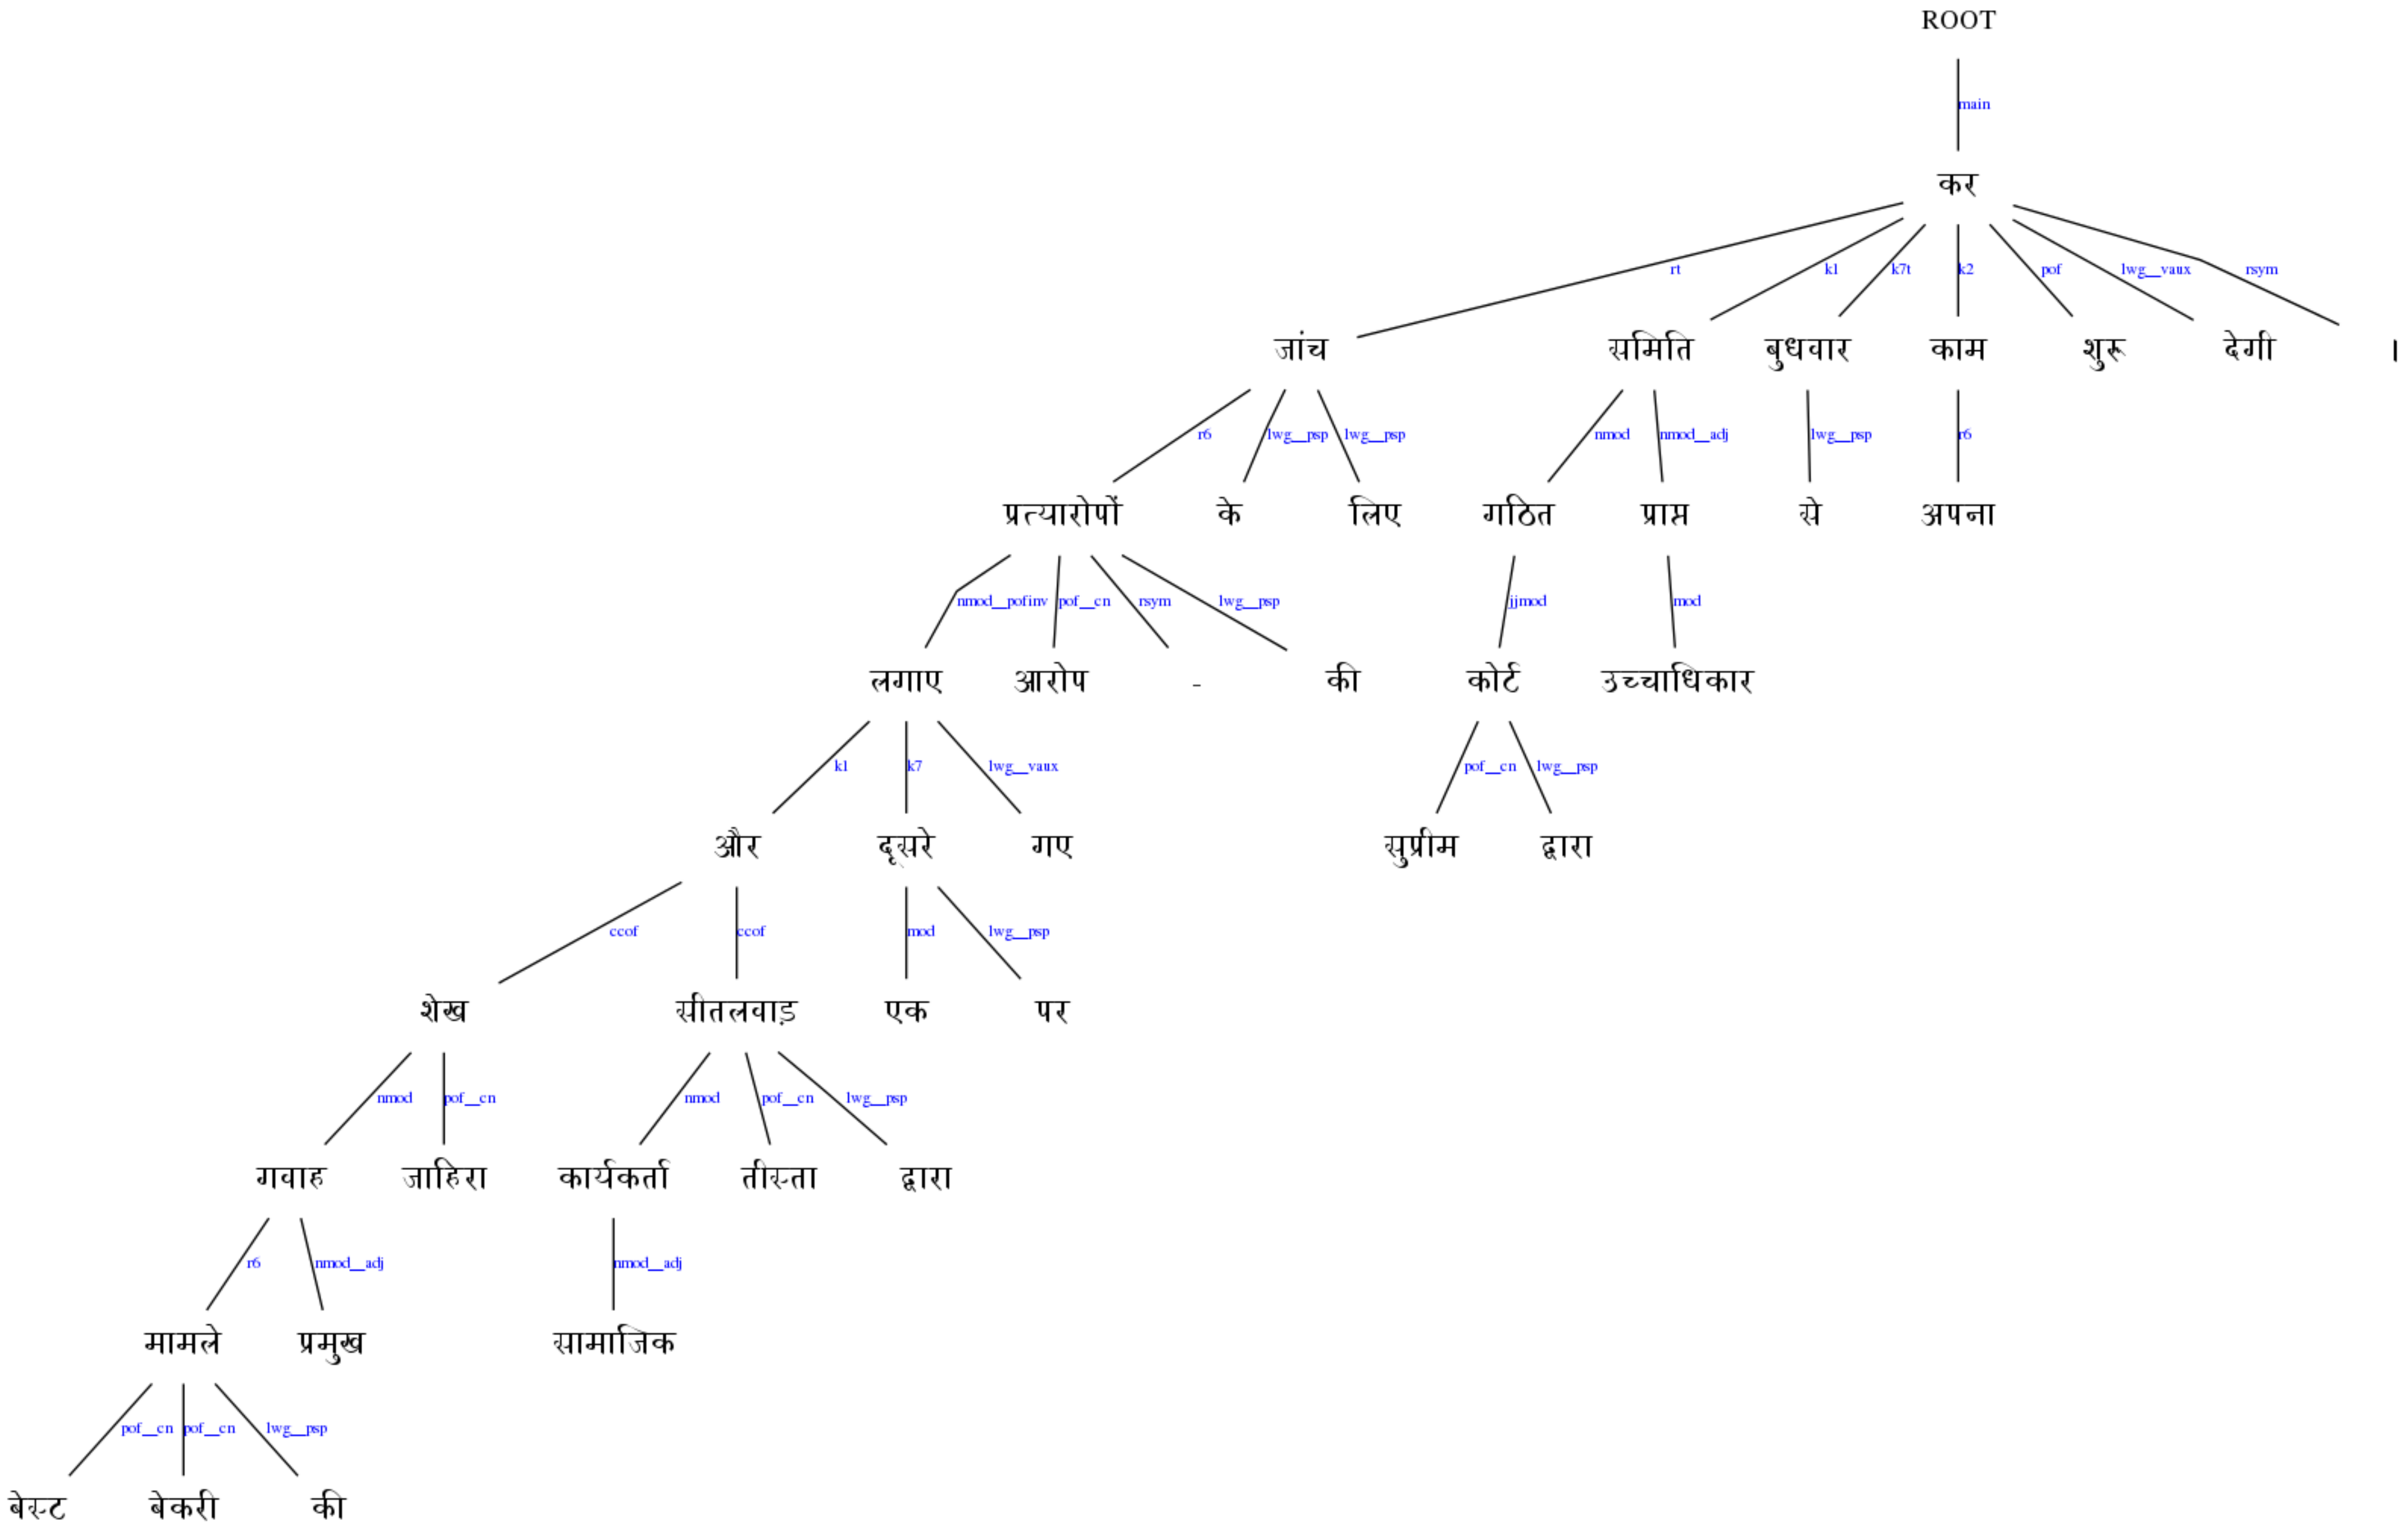 ROOT
main
कर
rt k1 k7t k2 pof lwg__vaux rsym
जांच समिति बुधवार काम शुरू देगी ।
r6 lwg__psp lwg__psp nmod nmod__adj lwg__psp r6
प्रत्यारोपों के लिए गठित प्राप्त से अपना
nmod__pofinv pof__cn rsym lwg__psp jjmod mod
लगाए आरोप - की कोर्ट उच्चाधिकार
k1 k7 lwg__vaux pof__cn lwg__psp
और दूसरे गए सुप्रीम द्वारा
ccof ccof mod lwg__psp
शेख सीतलवाड़ एक पर
nmod pof__cn nmod pof__cn lwg__psp
गवाह जाहिरा कार्यकर्ता तीस्ता द्वारा
r6 nmod__adj nmod__adj
मामले प्रमुख सामाजिक
pof__cn pof__cn lwg__psp
बेस्ट बेकरी की